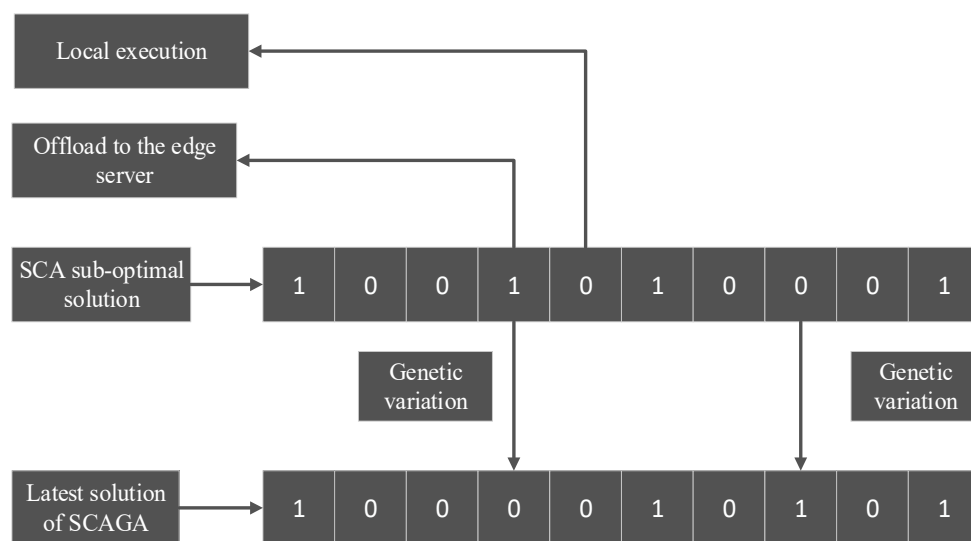 Local execution
Offload to the edge
server
SCA sub-optimal
solution
1 0 0 1 0 1 0 0 0 1
Genetic
variation
Genetic
variation
Latest solution
of SCAGA
1 0 0 0 0 1 0 1 0 1